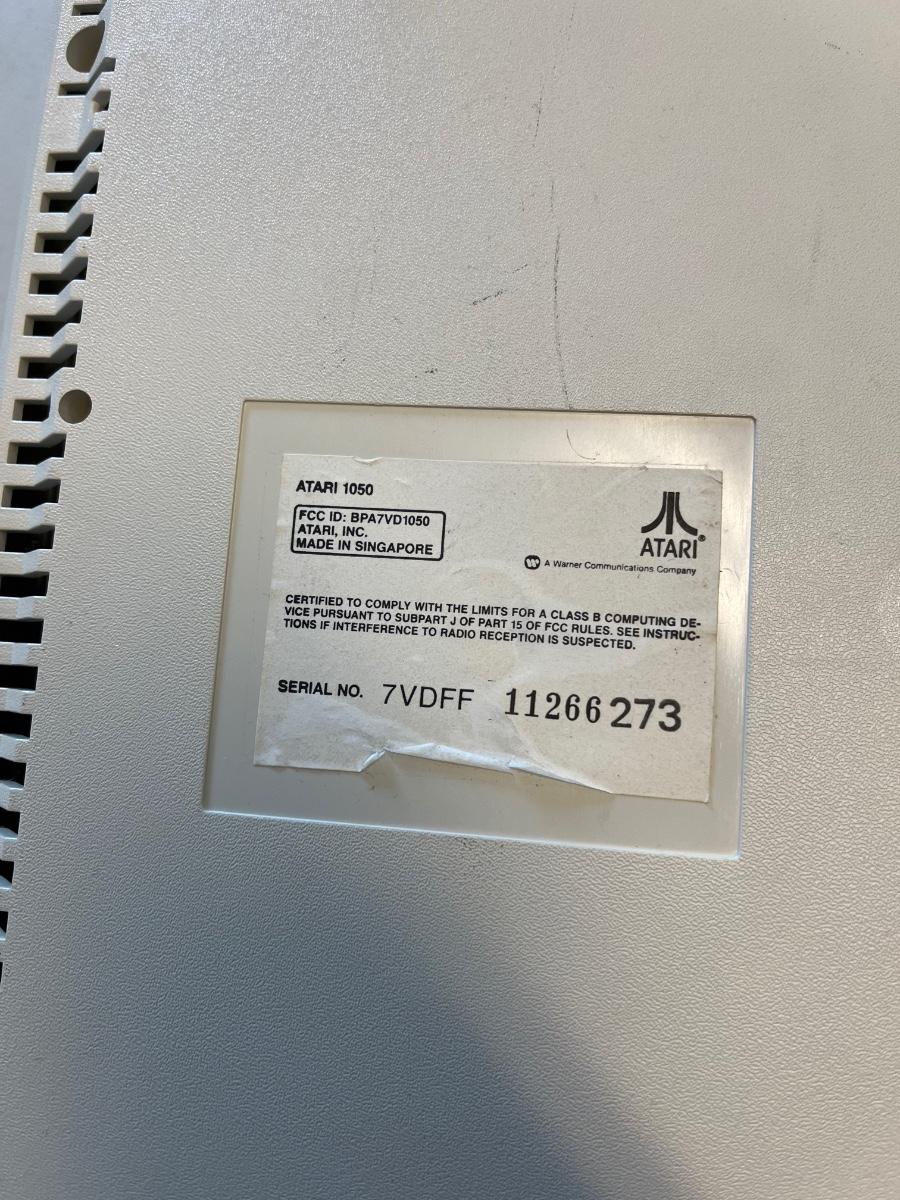 ATARI 1050
FCC ID: BPA7VD1050
ATARI, INC.
MADE IN SINGAPORE
ATARI®
W A Warner Communications Company
CERTIFIED TO COMPLY WITH THE LIMITS FOR A CLASS B COMPUTING DE-
VICE PURSUANT TO SUBPART J OF PART 15 OF FCC RULES. SEE INSTRUC-
TIONS IF INTERFERENCE TO RADIO RECEPTION IS SUSPECTED.
SERIAL NO. 7VDFF 11266 273